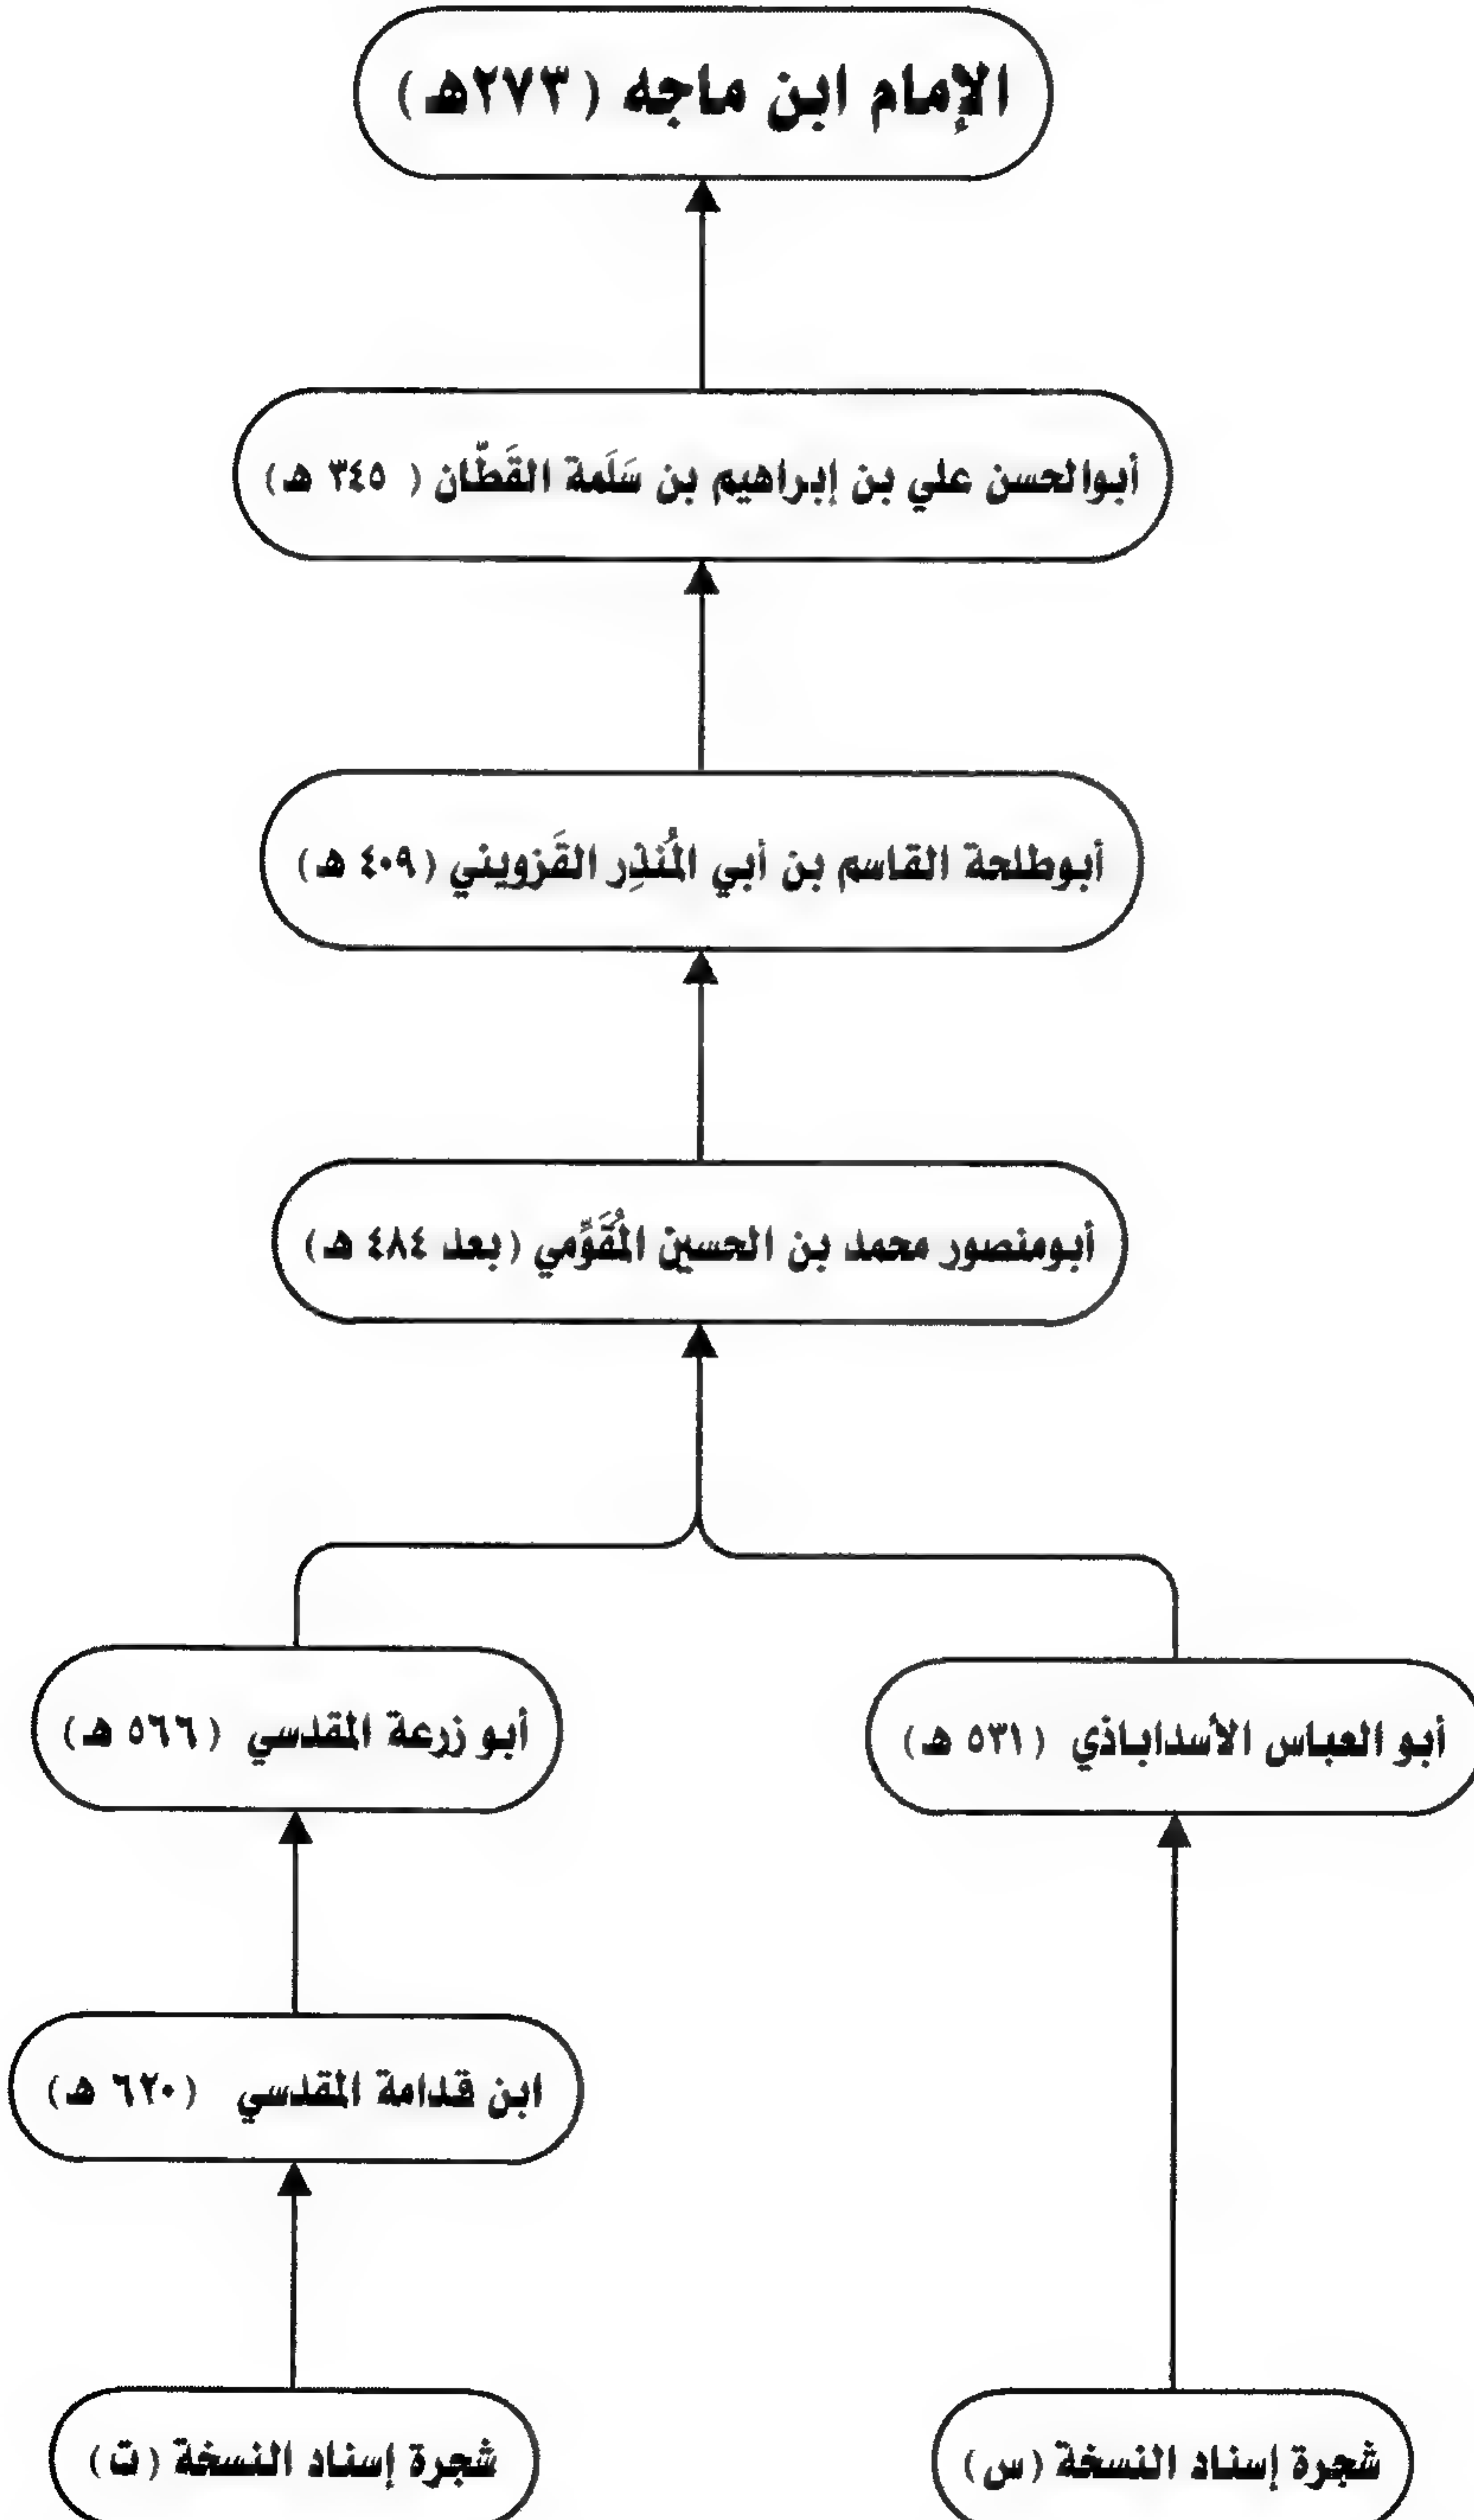 الإمام ابن ماجه (٢٧٣هـ)
أبوالحسن علي بن إبراهيم بن سَلَمة القَطَّان ( ٣٤٥ هـ)
أبوطلحة القاسم بن أبي المُنذِر القَزويني (٤٠٩ هـ)
أبومنصور محمد بن الحسين المُقَوِّمي (بعد ٤٨٤ هـ)
أبو العباس الأسداباذي (٥٣١ هـ)
أبو زرعة المقدسي (٥٦٦ هـ)
ابن قدامة المقدسي (٦٢٠ هـ)
شجرة إسناد النسخة (س)
شجرة إسناد النسخة (ت)